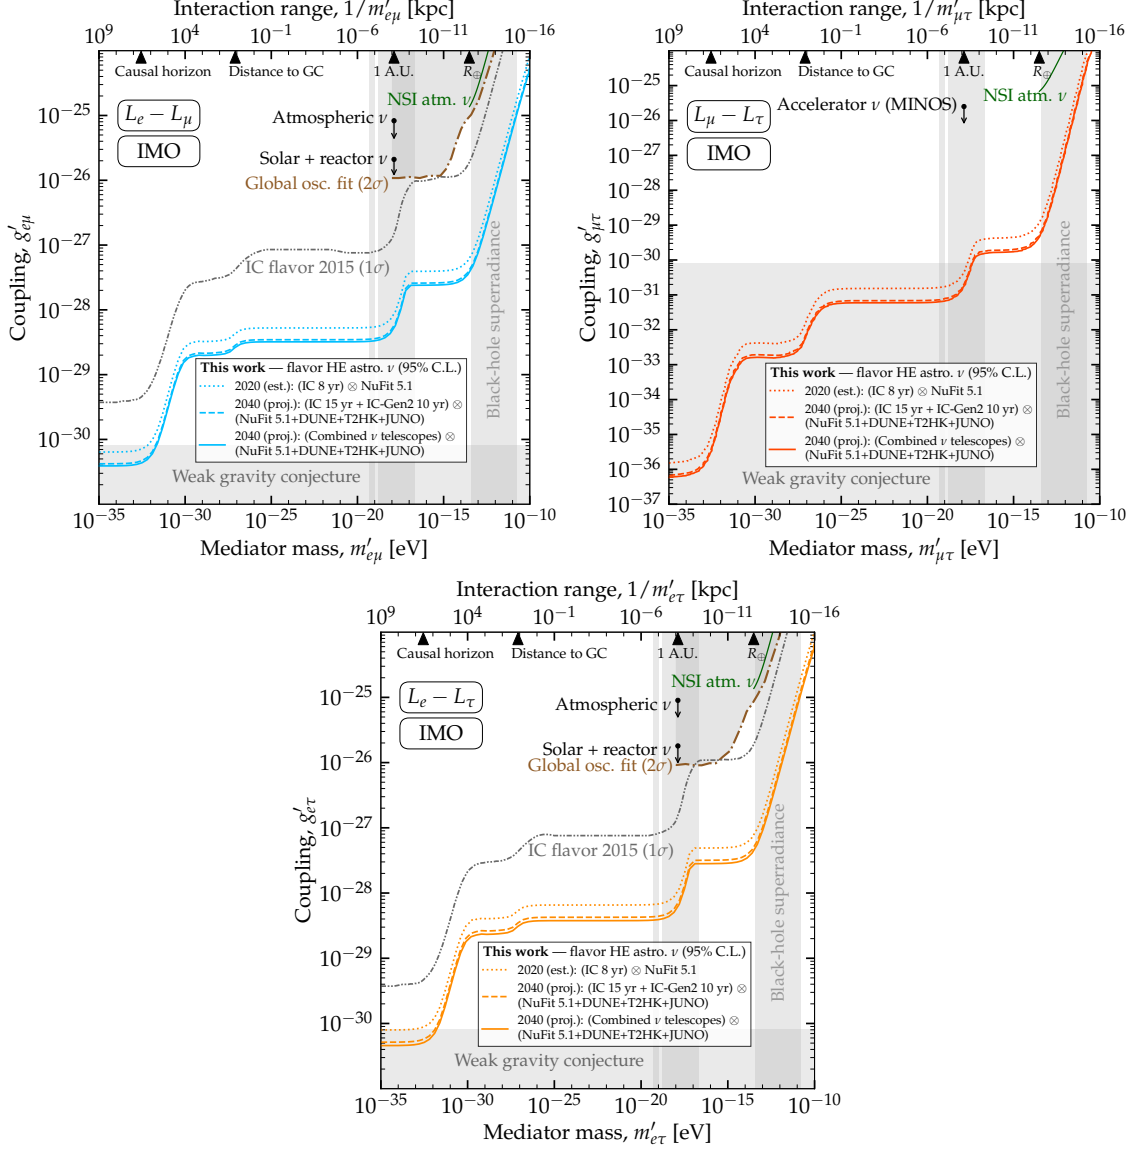 Interaction range, 1/m′eμ [kpc]
10⁹ 10⁴ 10⁻¹ 10⁻⁶ 10⁻¹¹ 10⁻¹⁶
Causal horizon Distance to GC 1 A.U. R⊕
NSI atm. ν
Le − Lμ
IMO
Atmospheric ν
Solar + reactor ν
Global osc. fit (2σ)
IC flavor 2015 (1σ)
Black-hole superradiance
Weak gravity conjecture
This work — flavor HE astro. ν (95% C.L.)
2020 (est.): (IC 8 yr) ⊗ NuFit 5.1
2040 (proj.): (IC 15 yr + IC-Gen2 10 yr) ⊗
(NuFit 5.1+DUNE+T2HK+JUNO)
2040 (proj.): (Combined ν telescopes) ⊗
(NuFit 5.1+DUNE+T2HK+JUNO)
Coupling, g′eμ
10⁻²⁵
10⁻²⁶
10⁻²⁷
10⁻²⁸
10⁻²⁹
10⁻³⁰
10⁻³⁵ 10⁻³⁰ 10⁻²⁵ 10⁻²⁰ 10⁻¹⁵ 10⁻¹⁰
Mediator mass, m′eμ [eV]
Interaction range, 1/m′μτ [kpc]
10⁹ 10⁴ 10⁻¹ 10⁻⁶ 10⁻¹¹ 10⁻¹⁶
Causal horizon Distance to GC 1 A.U. R⊕
NSI atm. ν
Accelerator ν (MINOS)
Lμ − Lτ
IMO
Black-hole superradiance
Weak gravity conjecture
This work — flavor HE astro. ν (95% C.L.)
2020 (est.): (IC 8 yr) ⊗ NuFit 5.1
2040 (proj.): (IC 15 yr + IC-Gen2 10 yr) ⊗
(NuFit 5.1+DUNE+T2HK+JUNO)
2040 (proj.): (Combined ν telescopes) ⊗
(NuFit 5.1+DUNE+T2HK+JUNO)
Coupling, g′μτ
10⁻²⁵
10⁻²⁶
10⁻²⁷
10⁻²⁸
10⁻²⁹
10⁻³⁰
10⁻³¹
10⁻³²
10⁻³³
10⁻³⁴
10⁻³⁵
10⁻³⁶
10⁻³⁷
10⁻³⁵ 10⁻³⁰ 10⁻²⁵ 10⁻²⁰ 10⁻¹⁵ 10⁻¹⁰
Mediator mass, m′μτ [eV]
Interaction range, 1/m′eτ [kpc]
10⁹ 10⁴ 10⁻¹ 10⁻⁶ 10⁻¹¹ 10⁻¹⁶
Causal horizon Distance to GC 1 A.U. R⊕
NSI atm. ν
Le − Lτ
IMO
Atmospheric ν
Solar + reactor ν
Global osc. fit (2σ)
IC flavor 2015 (1σ)
Black-hole superradiance
Weak gravity conjecture
This work — flavor HE astro. ν (95% C.L.)
2020 (est.): (IC 8 yr) ⊗ NuFit 5.1
2040 (proj.): (IC 15 yr + IC-Gen2 10 yr) ⊗
(NuFit 5.1+DUNE+T2HK+JUNO)
2040 (proj.): (Combined ν telescopes) ⊗
(NuFit 5.1+DUNE+T2HK+JUNO)
Coupling, g′eτ
10⁻²⁵
10⁻²⁶
10⁻²⁷
10⁻²⁸
10⁻²⁹
10⁻³⁰
10⁻³⁵ 10⁻³⁰ 10⁻²⁵ 10⁻²⁰ 10⁻¹⁵ 10⁻¹⁰
Mediator mass, m′eτ [eV]